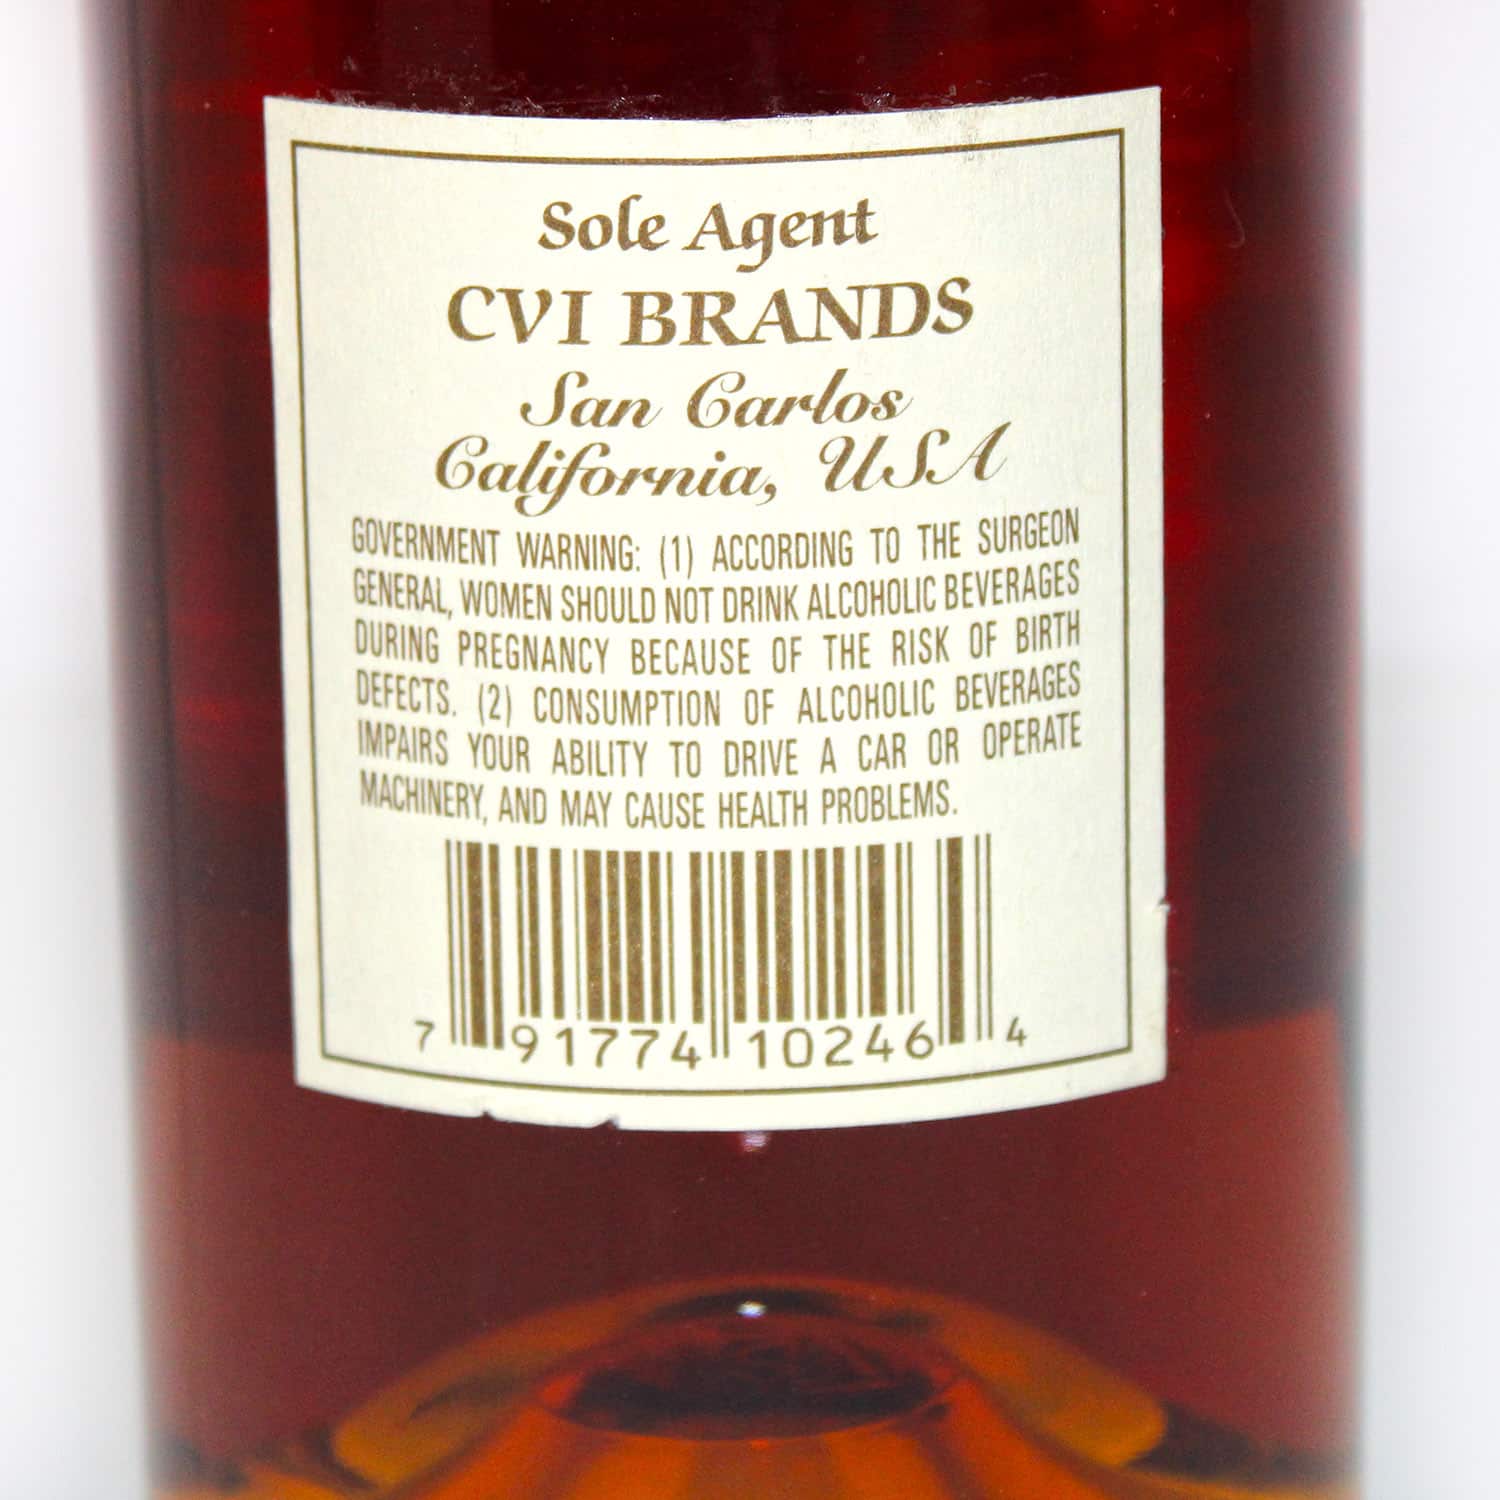 Sole Agent
CVI BRANDS
San Carlos
California, USA
GOVERNMENT WARNING: (1) ACCORDING TO THE SURGEON
GENERAL, WOMEN SHOULD NOT DRINK ALCOHOLIC BEVERAGES
DURING PREGNANCY BECAUSE OF THE RISK OF BIRTH
DEFECTS. (2) CONSUMPTION OF ALCOHOLIC BEVERAGES
IMPAIRS YOUR ABILITY TO DRIVE A CAR OR OPERATE
MACHINERY, AND MAY CAUSE HEALTH PROBLEMS.
7 91774 10246 4